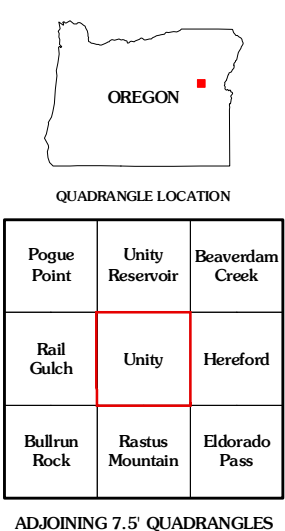 OREGON
QUADRANGLE LOCATION
Pogue
Point
Unity
Reservoir
Beaverdam
Creek
Rail
Gulch
Unity
Hereford
Bullrun
Rock
Rastus
Mountain
Eldorado
Pass
ADJOINING 7.5' QUADRANGLES